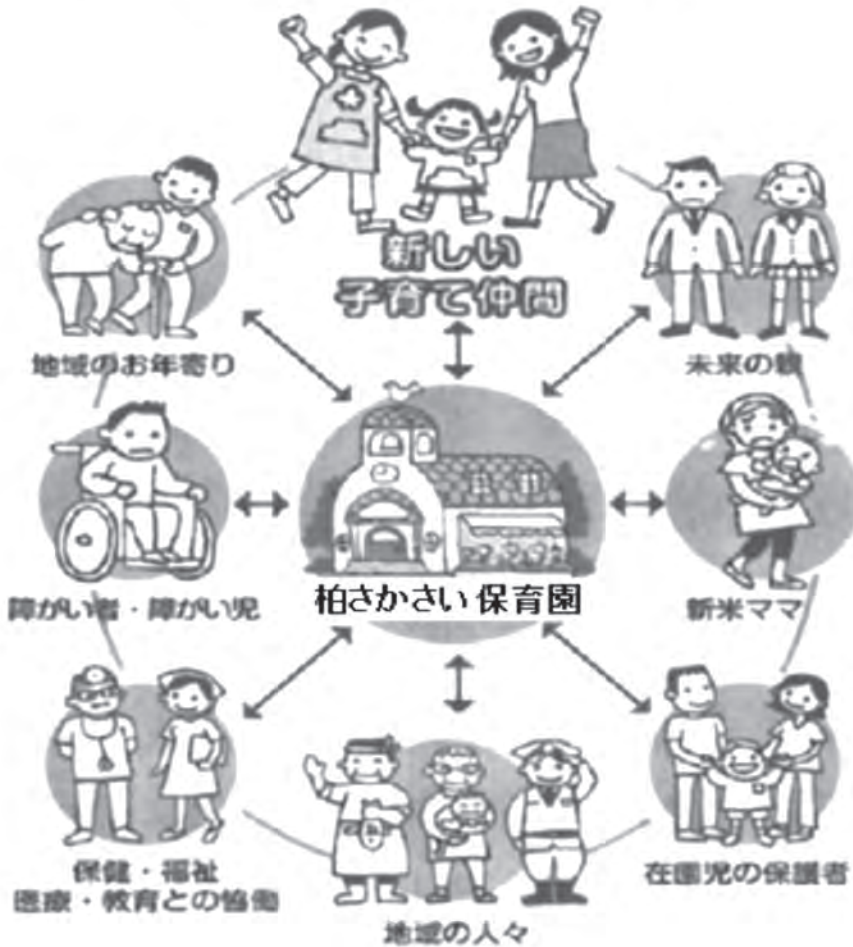 新しい
子育て仲間
地域のお年寄り
未来の親
柏さかさい保育園
障がい者・障がい児
新米ママ
保健・福祉
医療・教育との協働
在園児の保護者
地域の人々